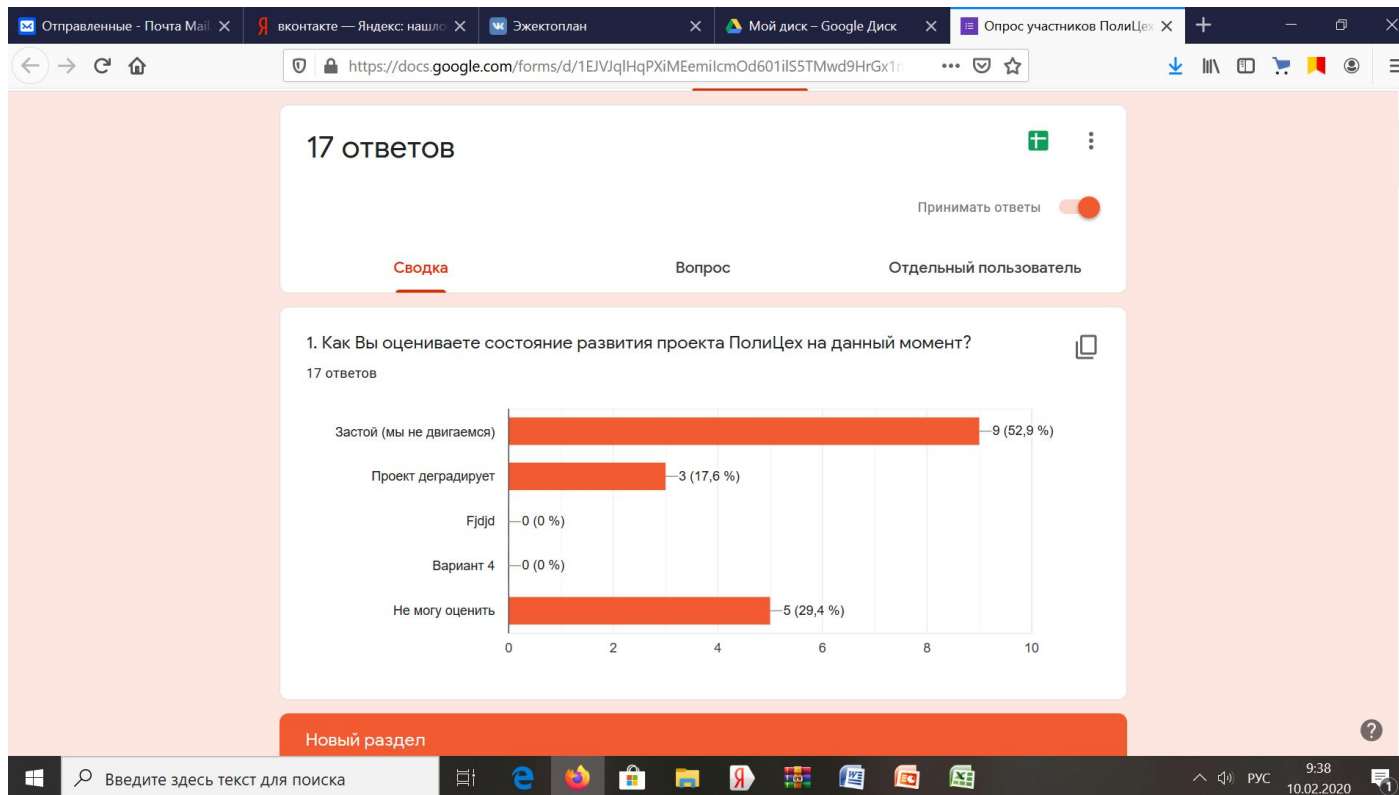 Отправленные - Почта Mail
вконтакте — Яндекс: нашло
Эжектоплан
Мой диск – Google Диск
Опрос участников ПолиЦех
https://docs.google.com/forms/d/
17 ответов
Принимать ответы
Сводка
Вопрос
Отдельный пользователь
1. Как Вы оцениваете состояние развития проекта ПолиЦех на данный момент?
17 ответов
Застой (мы не двигаемся)
9 (52,9 %)
Проект деградирует
3 (17,6 %)
Fjdjd
0 (0 %)
Вариант 4
0 (0 %)
Не могу оценить
5 (29,4 %)
0 2 4 6 8 10
Новый раздел
Введите здесь текст для поиска
РУС
9:38
10.02.2020